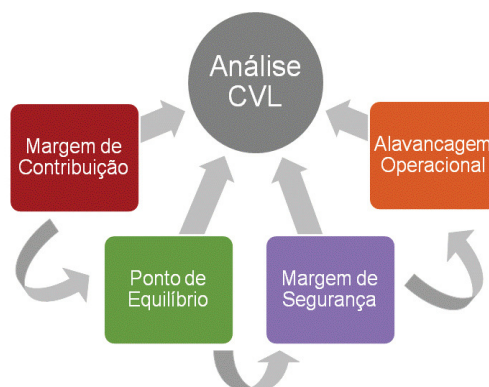 Análise
CVL
Margem de
Contribuição
Alavancagem
Operacional
Ponto de
Equilíbrio
Margem de
Segurança